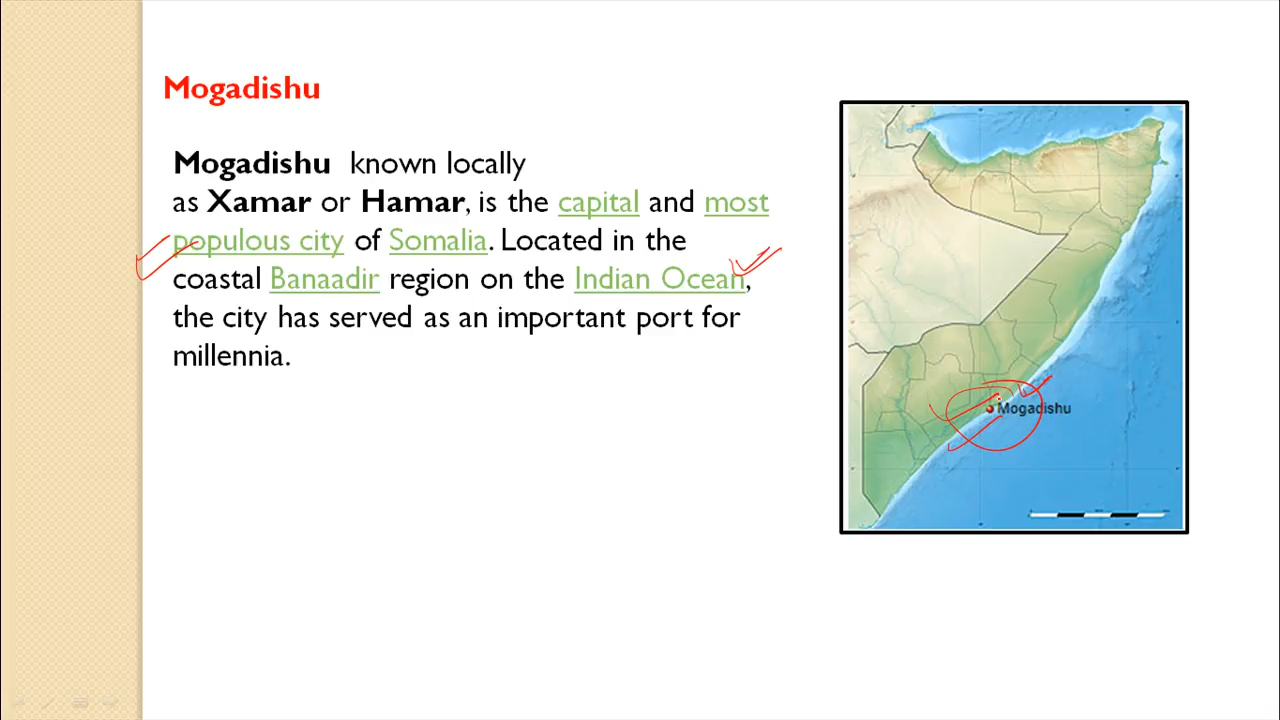 Mogadishu
Mogadishu known locally
as Xamar or Hamar, is the capital and most
populous city of Somalia. Located in the
coastal Banaadir region on the Indian Ocean,
the city has served as an important port for
millennia.
Mogadishu